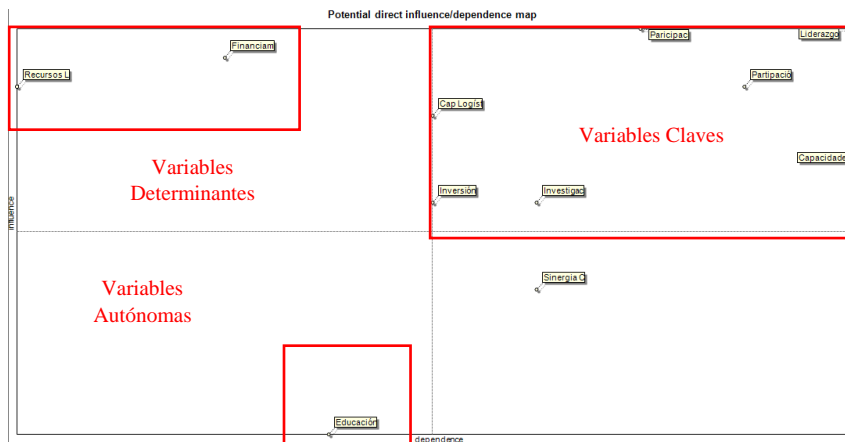 Potential direct influence/dependence map
Paricipac
Liderazgo
Financiam
Recursos L
Partipació
Cap Logíst
Variables Claves
Capacidade
Variables
Determinantes
Inversión
Investigac
influence
Sinergia C
Variables
Autónomas
Educación
dependence